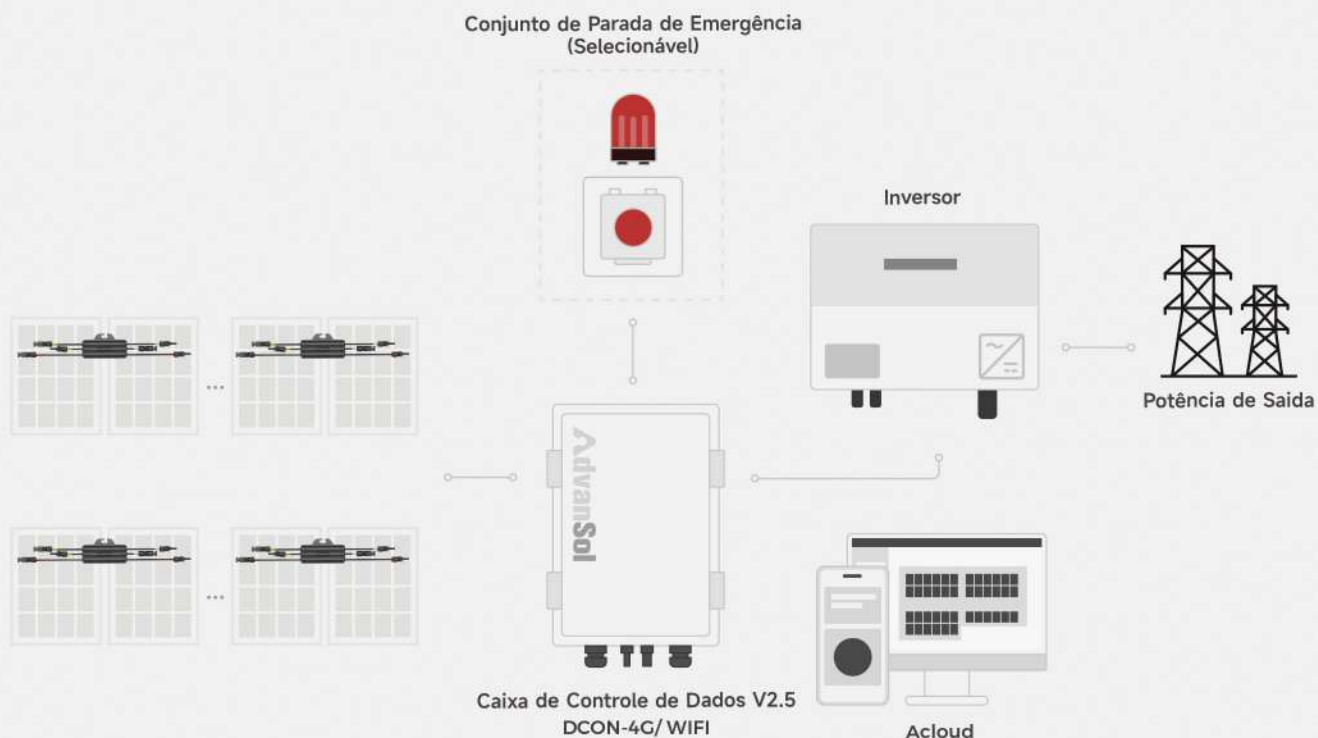 Conjunto de Parada de Emergência
(Selecionável)
Inversor
Potência de Saida
AdvanSol
Caixa de Controle de Dados V2.5
DCON-4G/ WIFI
Acloud